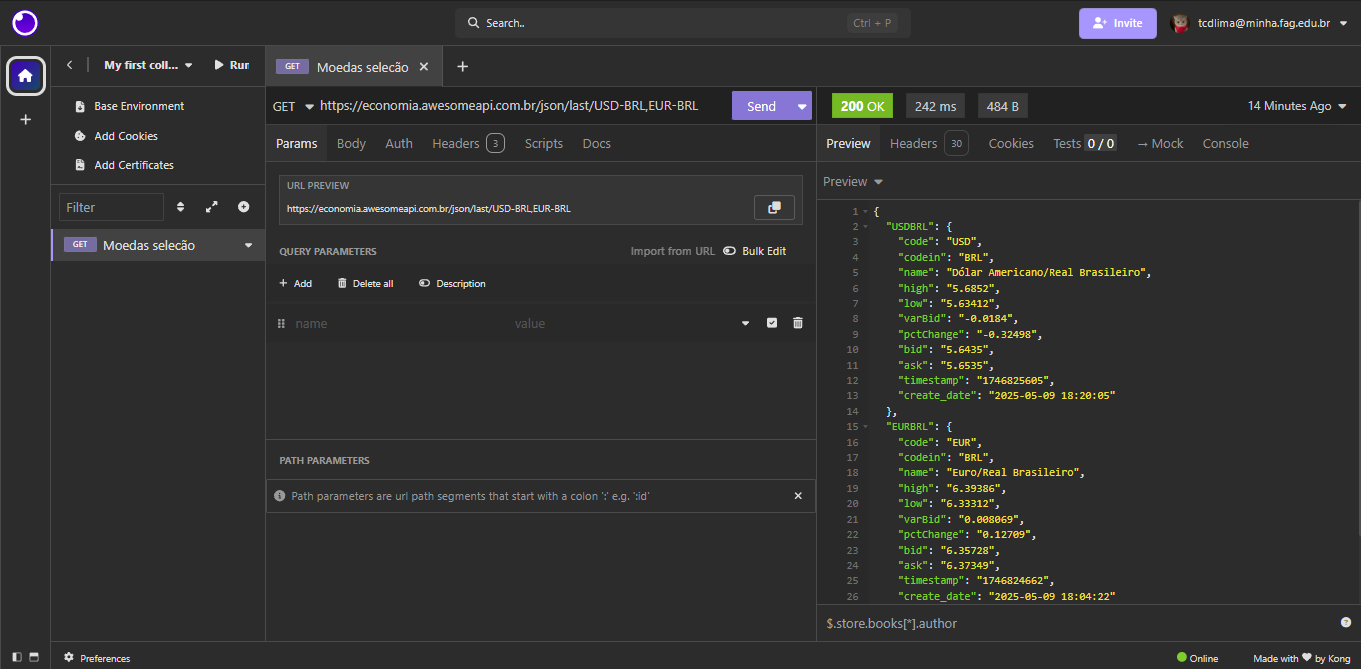 Search..
Ctrl + P
Invite
tcdlima@minha.fag.edu.br
My first coll...
Run
GET Moedas selecão
Base Environment
Add Cookies
Add Certificates
Filter
GET Moedas selecão
GET https://economia.awesomeapi.com.br/json/last/USD-BRL,EUR-BRL
Send
Params Body Auth Headers 3 Scripts Docs
URL PREVIEW
https://economia.awesomeapi.com.br/json/last/USD-BRL,EUR-BRL
QUERY PARAMETERS
Import from URL
Bulk Edit
+ Add
Delete all
Description
name
value
PATH PARAMETERS
Path parameters are url path segments that start with a colon ':' e.g. ':id'
200 OK
242 ms
484 B
14 Minutes Ago
Preview Headers 30 Cookies Tests 0 / 0 → Mock Console
Preview
1 {
2 "USDBRL": {
3 "code": "USD",
4 "codein": "BRL",
5 "name": "Dólar Americano/Real Brasileiro",
6 "high": "5.6852",
7 "low": "5.63412",
8 "varBid": "-0.0184",
9 "pctChange": "-0.32498",
10 "bid": "5.6435",
11 "ask": "5.6535",
12 "timestamp": "1746825605",
13 "create_date": "2025-05-09 18:20:05"
14 },
15 "EURBRL": {
16 "code": "EUR",
17 "codein": "BRL",
18 "name": "Euro/Real Brasileiro",
19 "high": "6.39386",
20 "low": "6.33312",
21 "varBid": "0.008069",
22 "pctChange": "0.12709",
23 "bid": "6.35728",
24 "ask": "6.37349",
25 "timestamp": "1746824662",
26 "create_date": "2025-05-09 18:04:22"
$.store.books[*].author
Preferences
Online
Made with ♥ by Kong